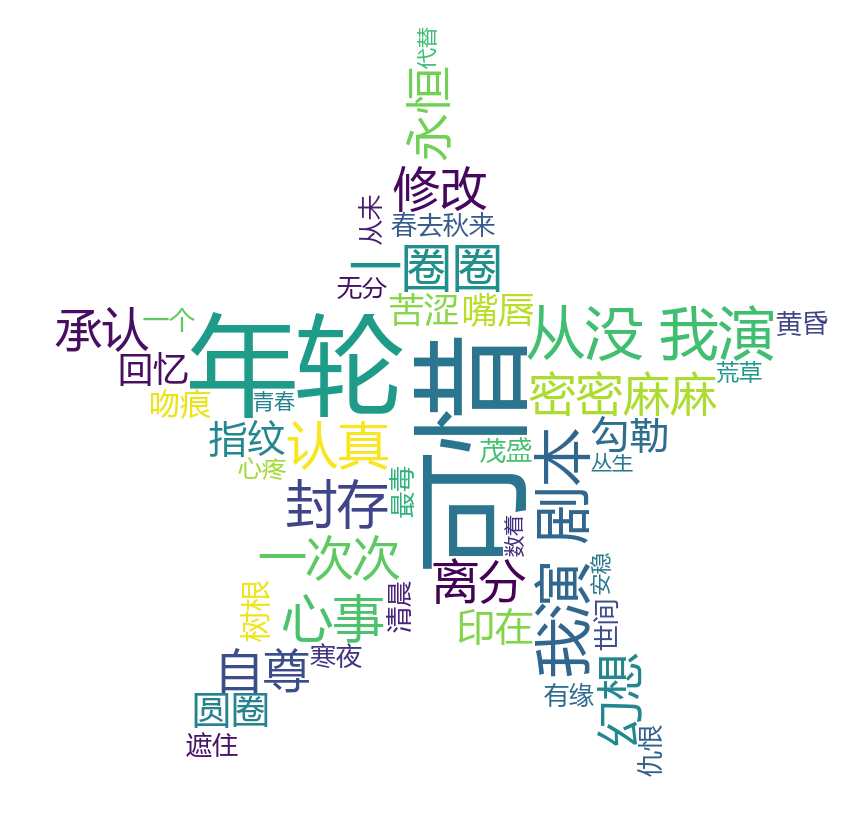 代替
永恒
修改
从未
春去秋来
一圈圈
无分
苦涩
嘴唇
承认
一个
年轮
从没 我演
黄昏
回忆
可惜
密密麻麻
荒草
吻痕
青春
指纹
认真
茂盛
勾勒
丛生
心疼
剧本
封存
最毒
数着
一次次
离分
我演
安稳
树根
心事
清晨
印在
世间
自尊
寒夜
有缘
幻想
圆圈
遮住
仇恨